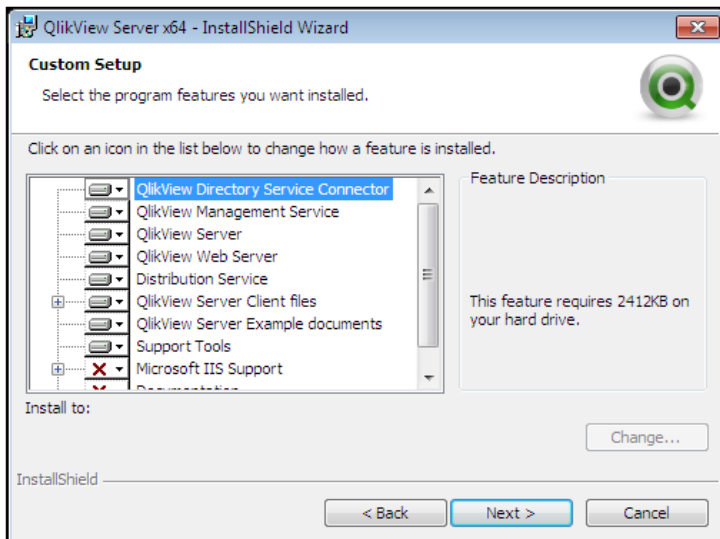 QlikView Server x64 - InstallShield Wizard
Custom Setup
Select the program features you want installed.
Click on an icon in the list below to change how a feature is installed.
QlikView Directory Service Connector
QlikView Management Service
QlikView Server
QlikView Web Server
Distribution Service
QlikView Server Client files
QlikView Server Example documents
Support Tools
Microsoft IIS Support
Documentation
Feature Description
This feature requires 2412KB on
your hard drive.
Install to:
Change...
InstallShield
< Back
Next >
Cancel